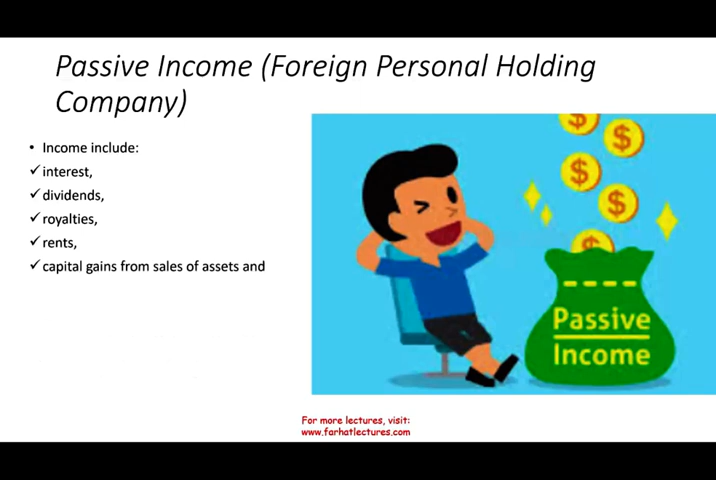 Passive Income (Foreign Personal Holding
Company)
• Income include:
✓ interest,
✓ dividends,
✓ royalties,
✓ rents,
✓ capital gains from sales of assets and
$
$
$
$
$
Passive
Income
For more lectures, visit:
www.farhatlectures.com